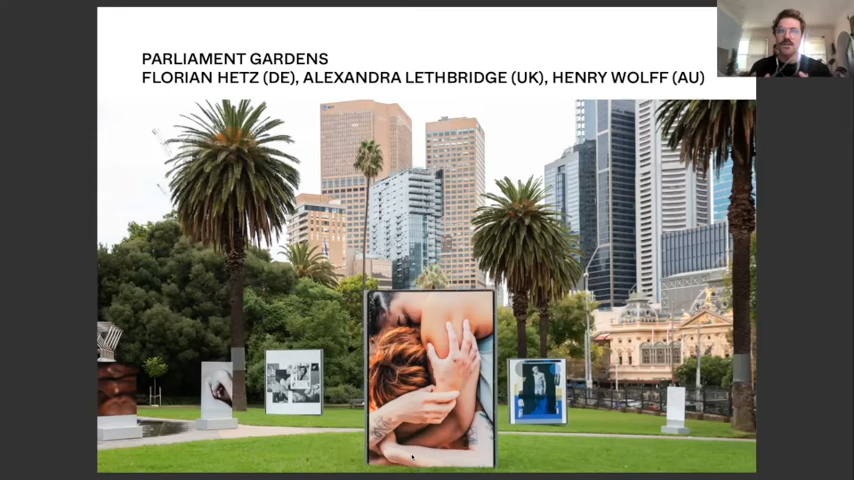 PARLIAMENT GARDENS
FLORIAN HETZ (DE), ALEXANDRA LETHBRIDGE (UK), HENRY WOLFF (AU)